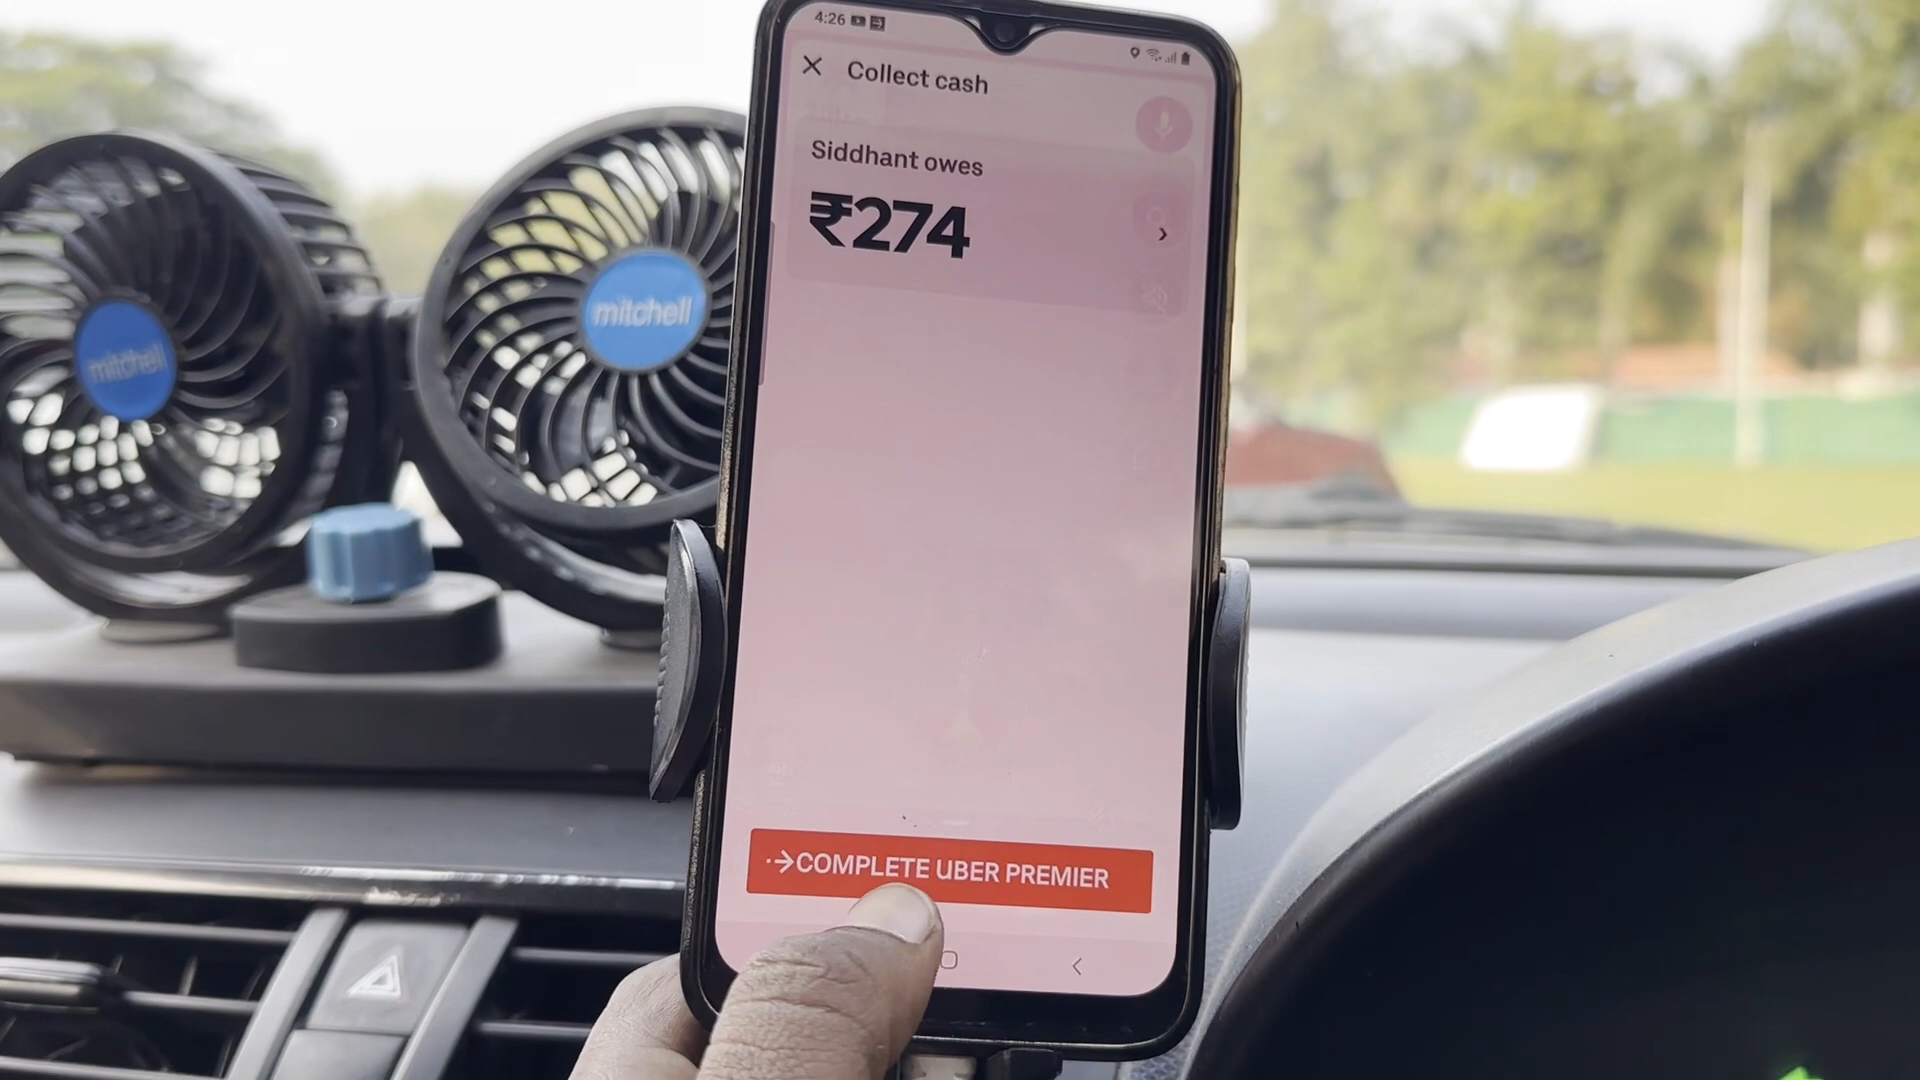 4:26
Collect cash
Siddhant owes
₹274
COMPLETE UBER PREMIER
mitchell
mitchell